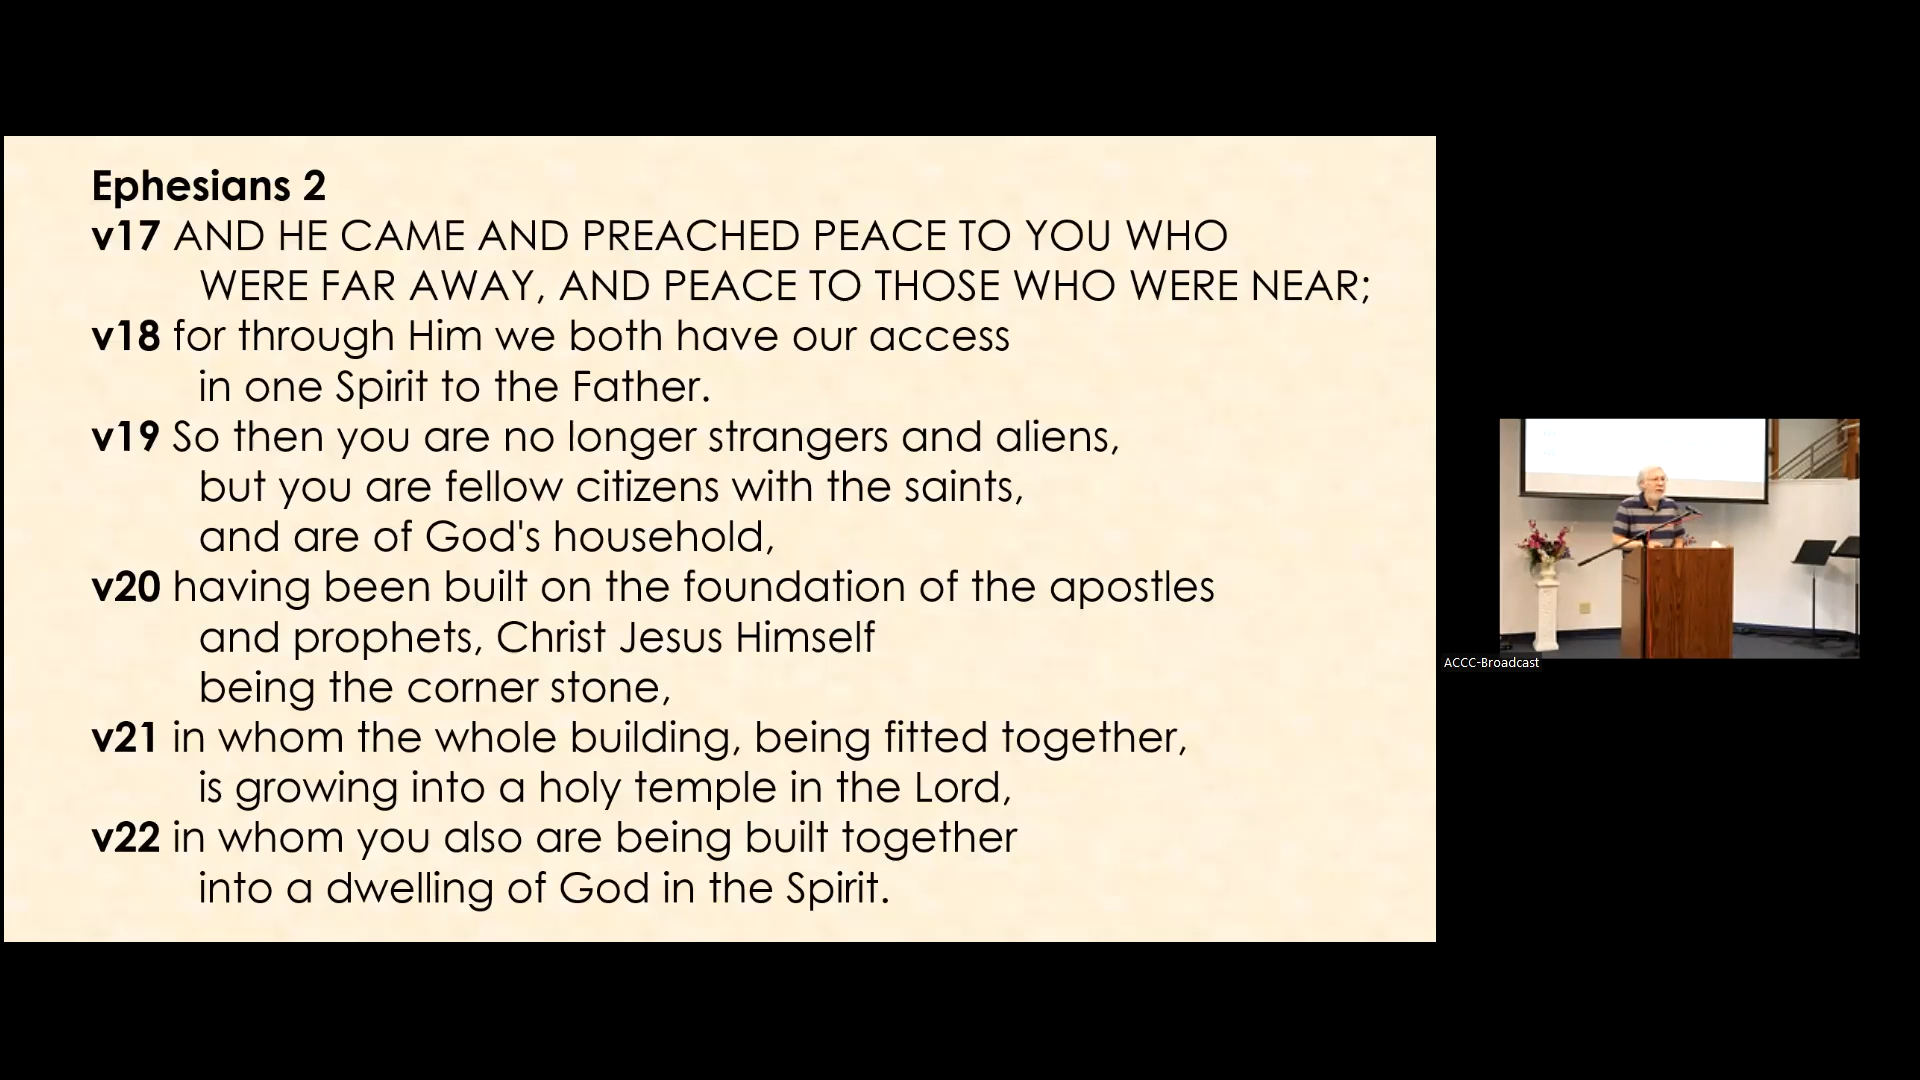 Ephesians 2
v17 AND HE CAME AND PREACHED PEACE TO YOU WHO
WERE FAR AWAY, AND PEACE TO THOSE WHO WERE NEAR;
v18 for through Him we both have our access
in one Spirit to the Father.
v19 So then you are no longer strangers and aliens,
but you are fellow citizens with the saints,
and are of God's household,
v20 having been built on the foundation of the apostles
and prophets, Christ Jesus Himself
being the corner stone,
v21 in whom the whole building, being fitted together,
is growing into a holy temple in the Lord,
v22 in whom you also are being built together
into a dwelling of God in the Spirit.
ACCC-Broadcast